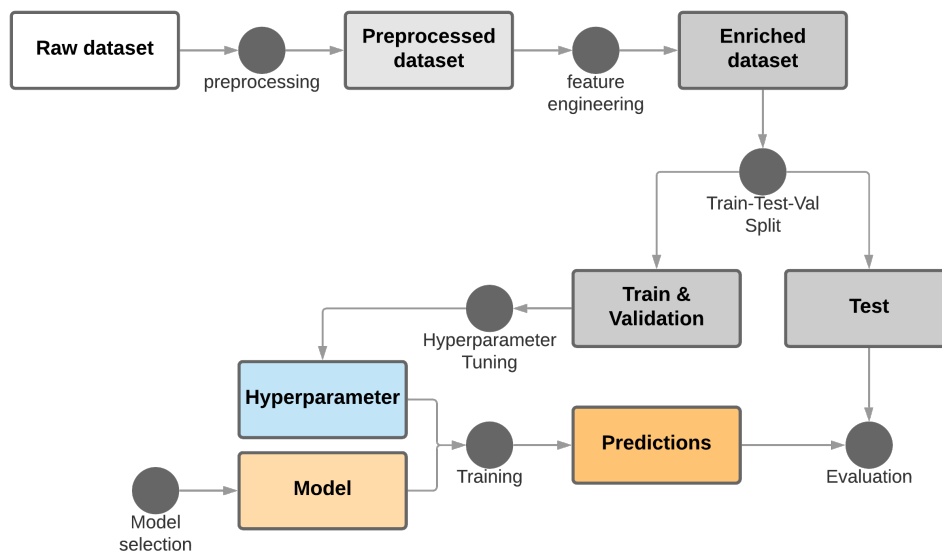 Raw dataset
preprocessing
Preprocessed
dataset
feature
engineering
Enriched
dataset
Train-Test-Val
Split
Train &
Validation
Test
Hyperparameter
Tuning
Hyperparameter
Model
Model
selection
Training
Predictions
Evaluation